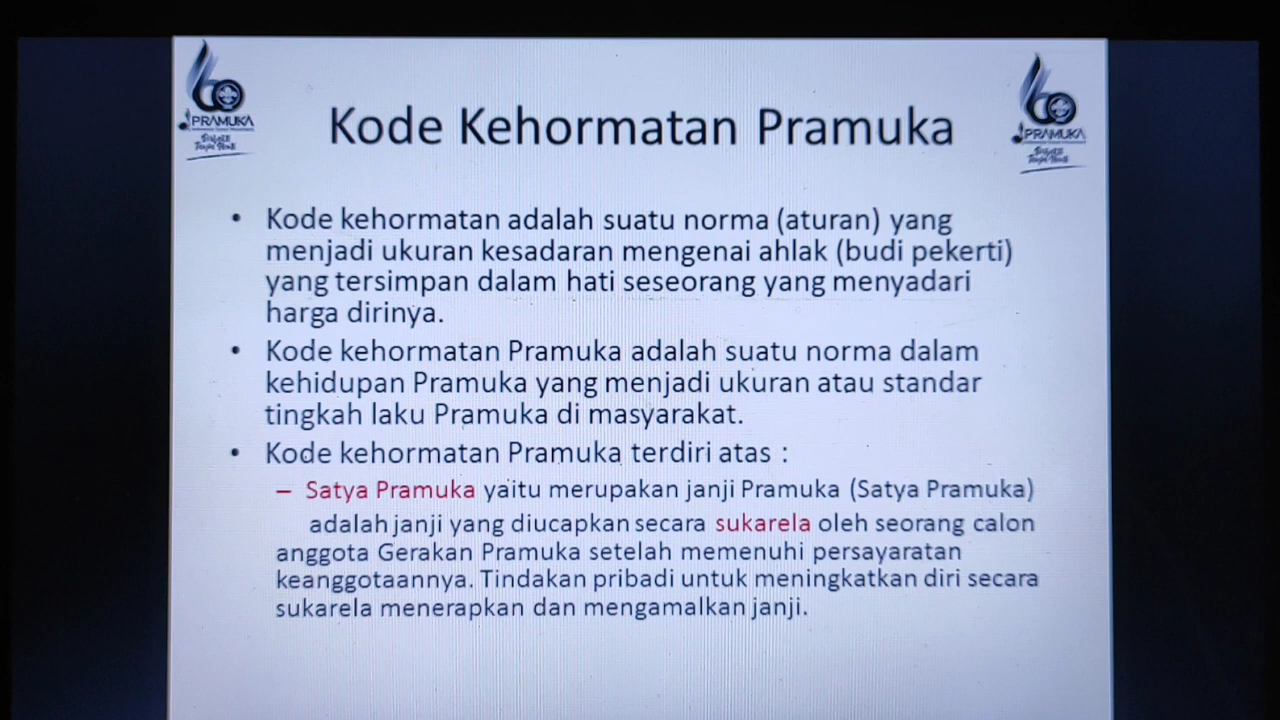 PRAMUKA
PRAMUKA
Kode Kehormatan Pramuka
• Kode kehormatan adalah suatu norma (aturan) yang
menjadi ukuran kesadaran mengenai ahlak (budi pekerti)
yang tersimpan dalam hati seseorang yang menyadari
harga dirinya.
• Kode kehormatan Pramuka adalah suatu norma dalam
kehidupan Pramuka yang menjadi ukuran atau standar
tingkah laku Pramuka di masyarakat.
• Kode kehormatan Pramuka terdiri atas :
– Satya Pramuka yaitu merupakan janji Pramuka (Satya Pramuka)
adalah janji yang diucapkan secara sukarela oleh seorang calon
anggota Gerakan Pramuka setelah memenuhi persayaratan
keanggotaannya. Tindakan pribadi untuk meningkatkan diri secara
sukarela menerapkan dan mengamalkan janji.